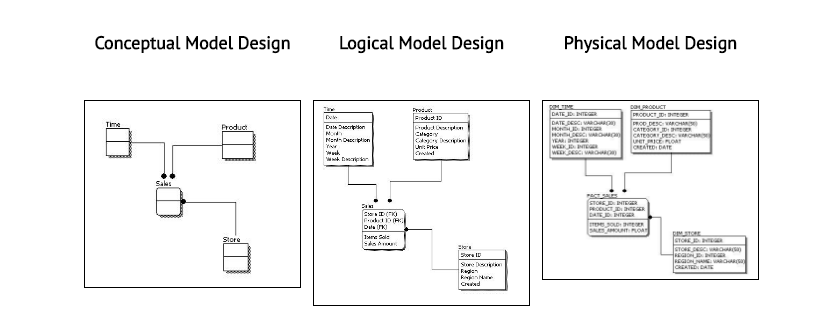 Conceptual Model Design
Time
Product
Sales
Store
Logical Model Design
Time
Date
Date Description
Month
Month Description
Year
Week
Week Description
Product
Product ID
Product Description
Category
Category Description
Unit Price
Created
Sales
Store ID (FK)
Product ID (FK)
Date (FK)
Items Sold
Sales Amount
Store
Store ID
Store Description
Region
Region Name
Created
Physical Model Design
DIM_TIME
DATE_ID: INTEGER
DATE_DESC: VARCHAR(30)
MONTH_ID: INTEGER
MONTH_DESC: VARCHAR(30)
YEAR: INTEGER
WEEK_ID: INTEGER
WEEK_DESC: VARCHAR(30)
DIM_PRODUCT
PRODUCT_ID: INTEGER
PROD_DESC: VARCHAR(50)
CATEGORY_ID: INTEGER
CATEGORY_DESC: VARCHAR(50)
UNIT_PRICE: FLOAT
CREATED: DATE
FACT_SALES
STORE_ID: INTEGER
PRODUCT_ID: INTEGER
DATE_ID: INTEGER
ITEMS_SOLD: INTEGER
SALES_AMOUNT: FLOAT
DIM_STORE
STORE_ID: INTEGER
STORE_DESC: VARCHAR(50)
REGION_ID: INTEGER
REGION_NAME: VARCHAR(50)
CREATED: DATE